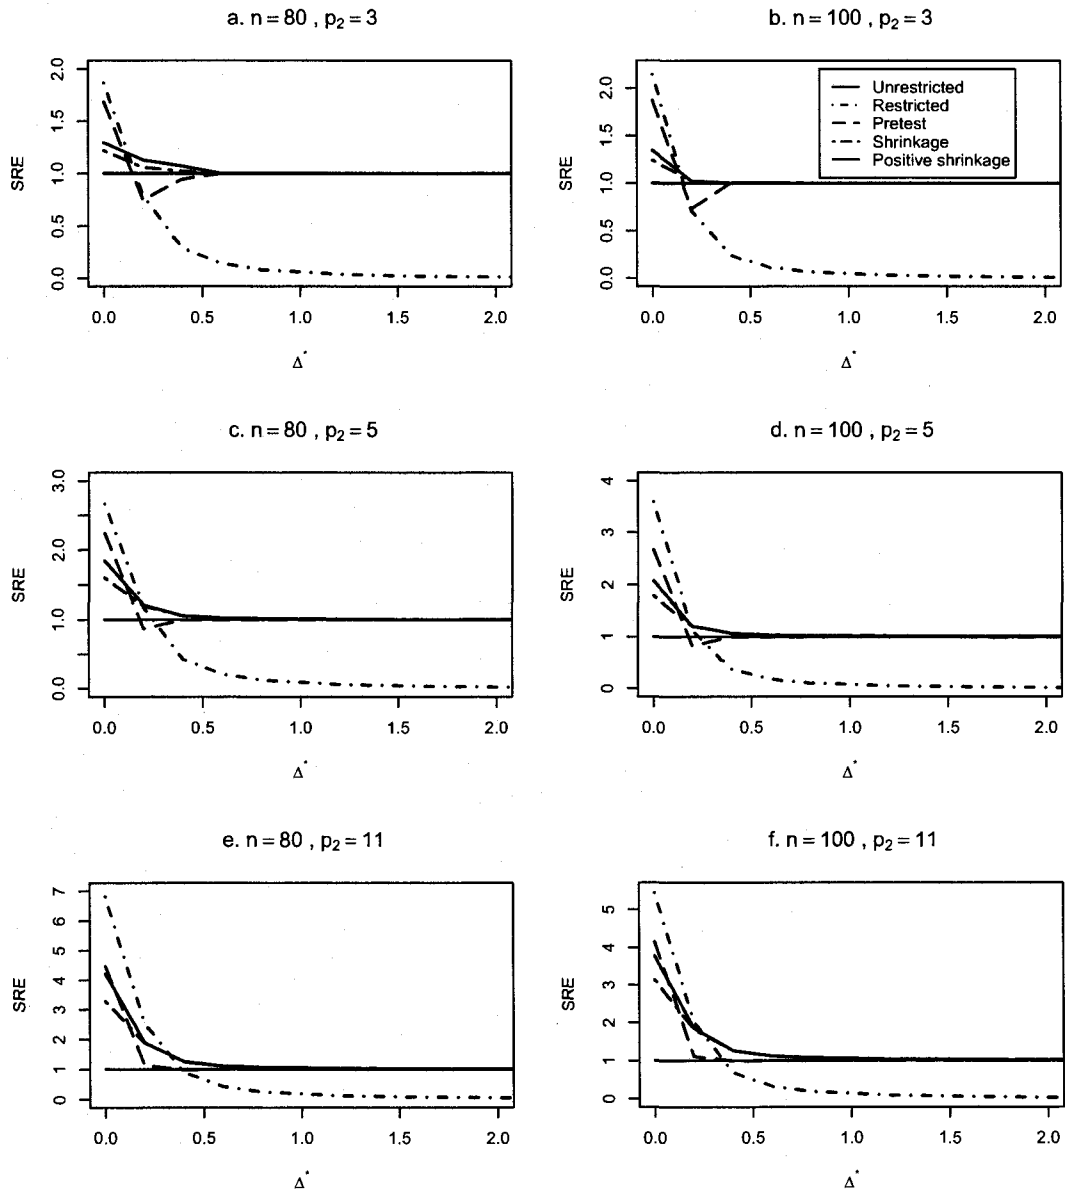 a. n = 80 , p₂ = 3
SRE
0.0 0.5 1.0 1.5 2.0
0.0 0.5 1.0 1.5 2.0
Δ*
b. n = 100 , p₂ = 3
SRE
0.0 0.5 1.0 1.5 2.0
Unrestricted
Restricted
Pretest
Shrinkage
Positive shrinkage
0.0 0.5 1.0 1.5 2.0
Δ*
c. n = 80 , p₂ = 5
SRE
0.0 1.0 2.0 3.0
0.0 0.5 1.0 1.5 2.0
Δ*
d. n = 100 , p₂ = 5
SRE
0 1 2 3 4
0.0 0.5 1.0 1.5 2.0
Δ*
e. n = 80 , p₂ = 11
SRE
0 1 2 3 4 5 6 7
0.0 0.5 1.0 1.5 2.0
Δ*
f. n = 100 , p₂ = 11
SRE
0 1 2 3 4 5
0.0 0.5 1.0 1.5 2.0
Δ*